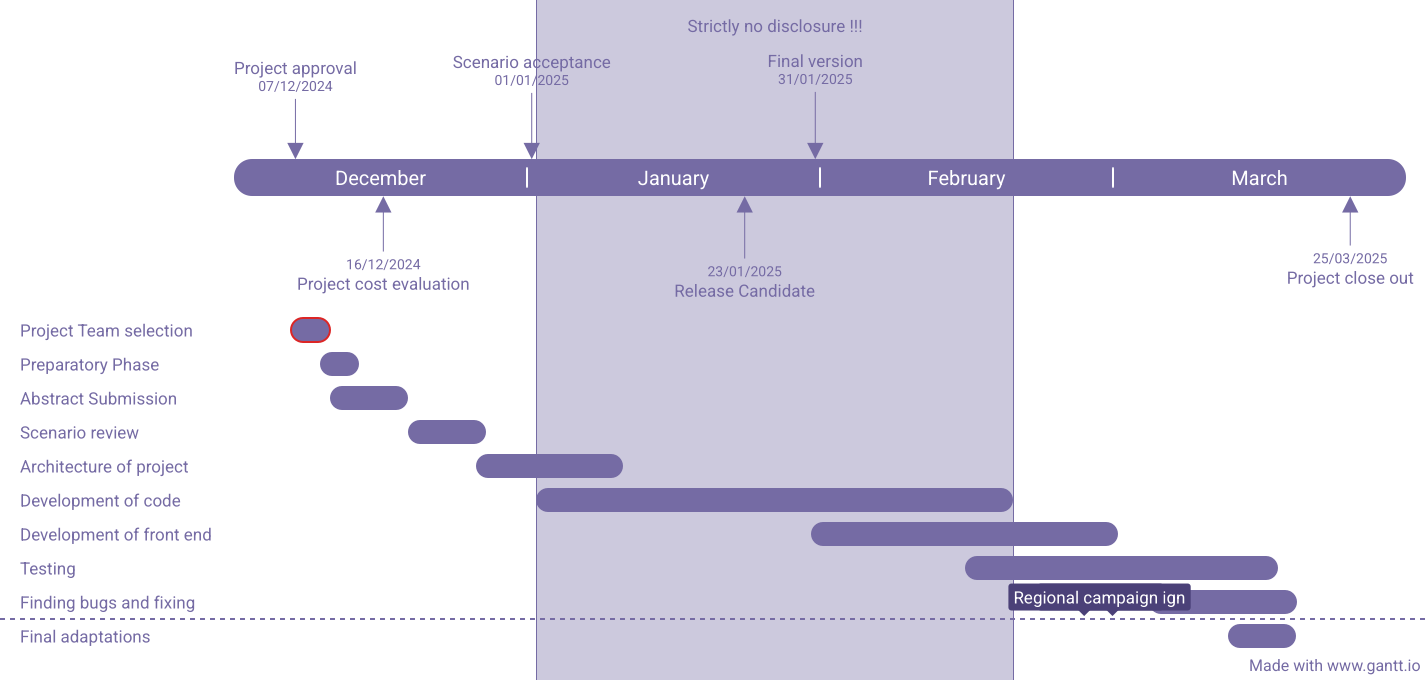 Strictly no disclosure !!!
Project approval
07/12/2024
Scenario acceptance
01/01/2025
Final version
31/01/2025
December
January
February
March
16/12/2024
Project cost evaluation
23/01/2025
Release Candidate
25/03/2025
Project close out
Project Team selection
Preparatory Phase
Abstract Submission
Scenario review
Architecture of project
Development of code
Development of front end
Testing
Finding bugs and fixing
Regional campaign ign
Final adaptations
Made with www.gantt.io